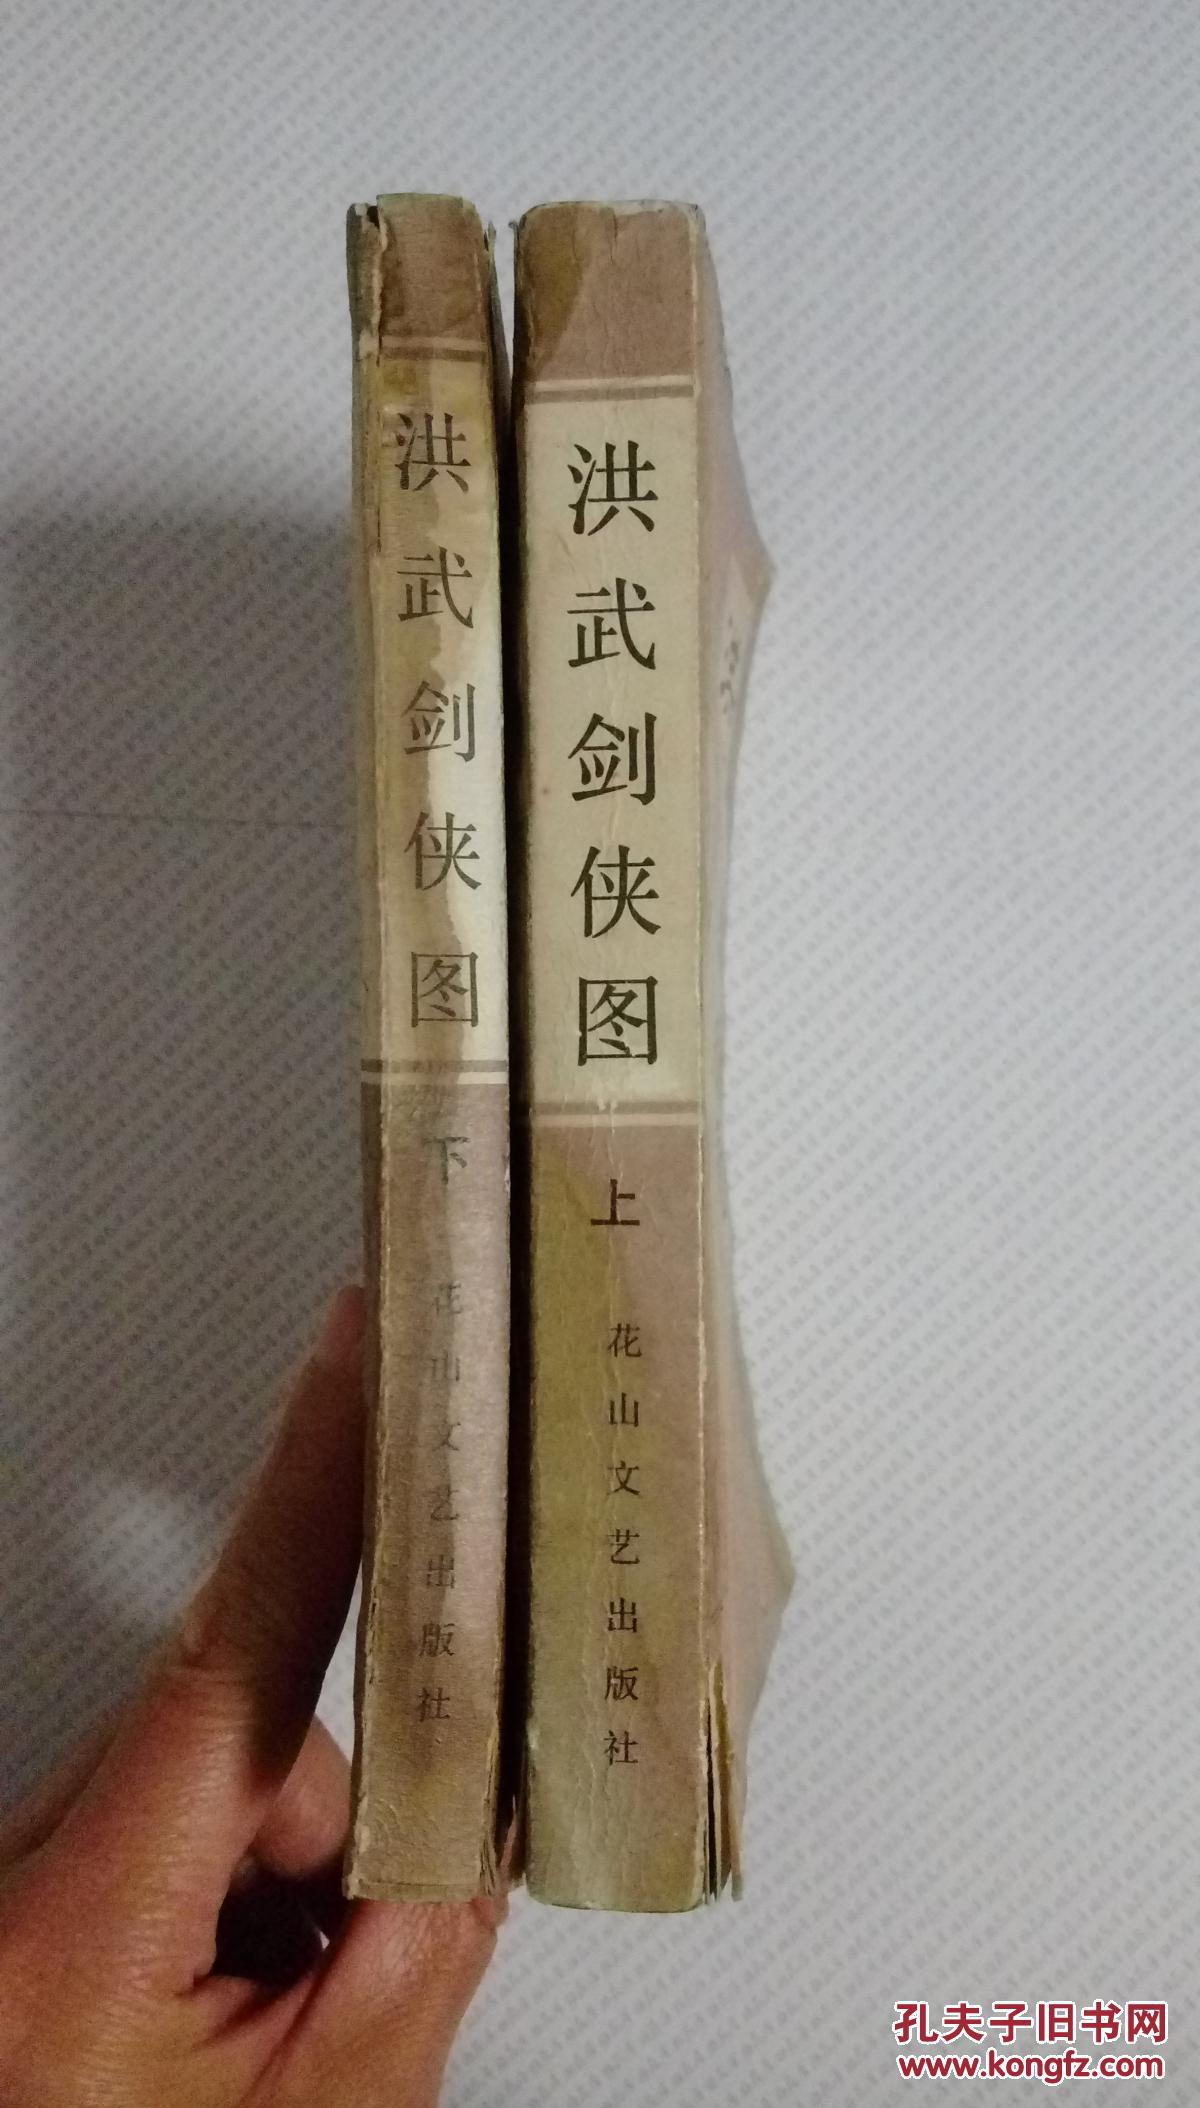 洪武剑侠图
下
花山文艺出版社
洪武剑侠图
上
花山文艺出版社
孔夫子旧书网
www.kongfz.com